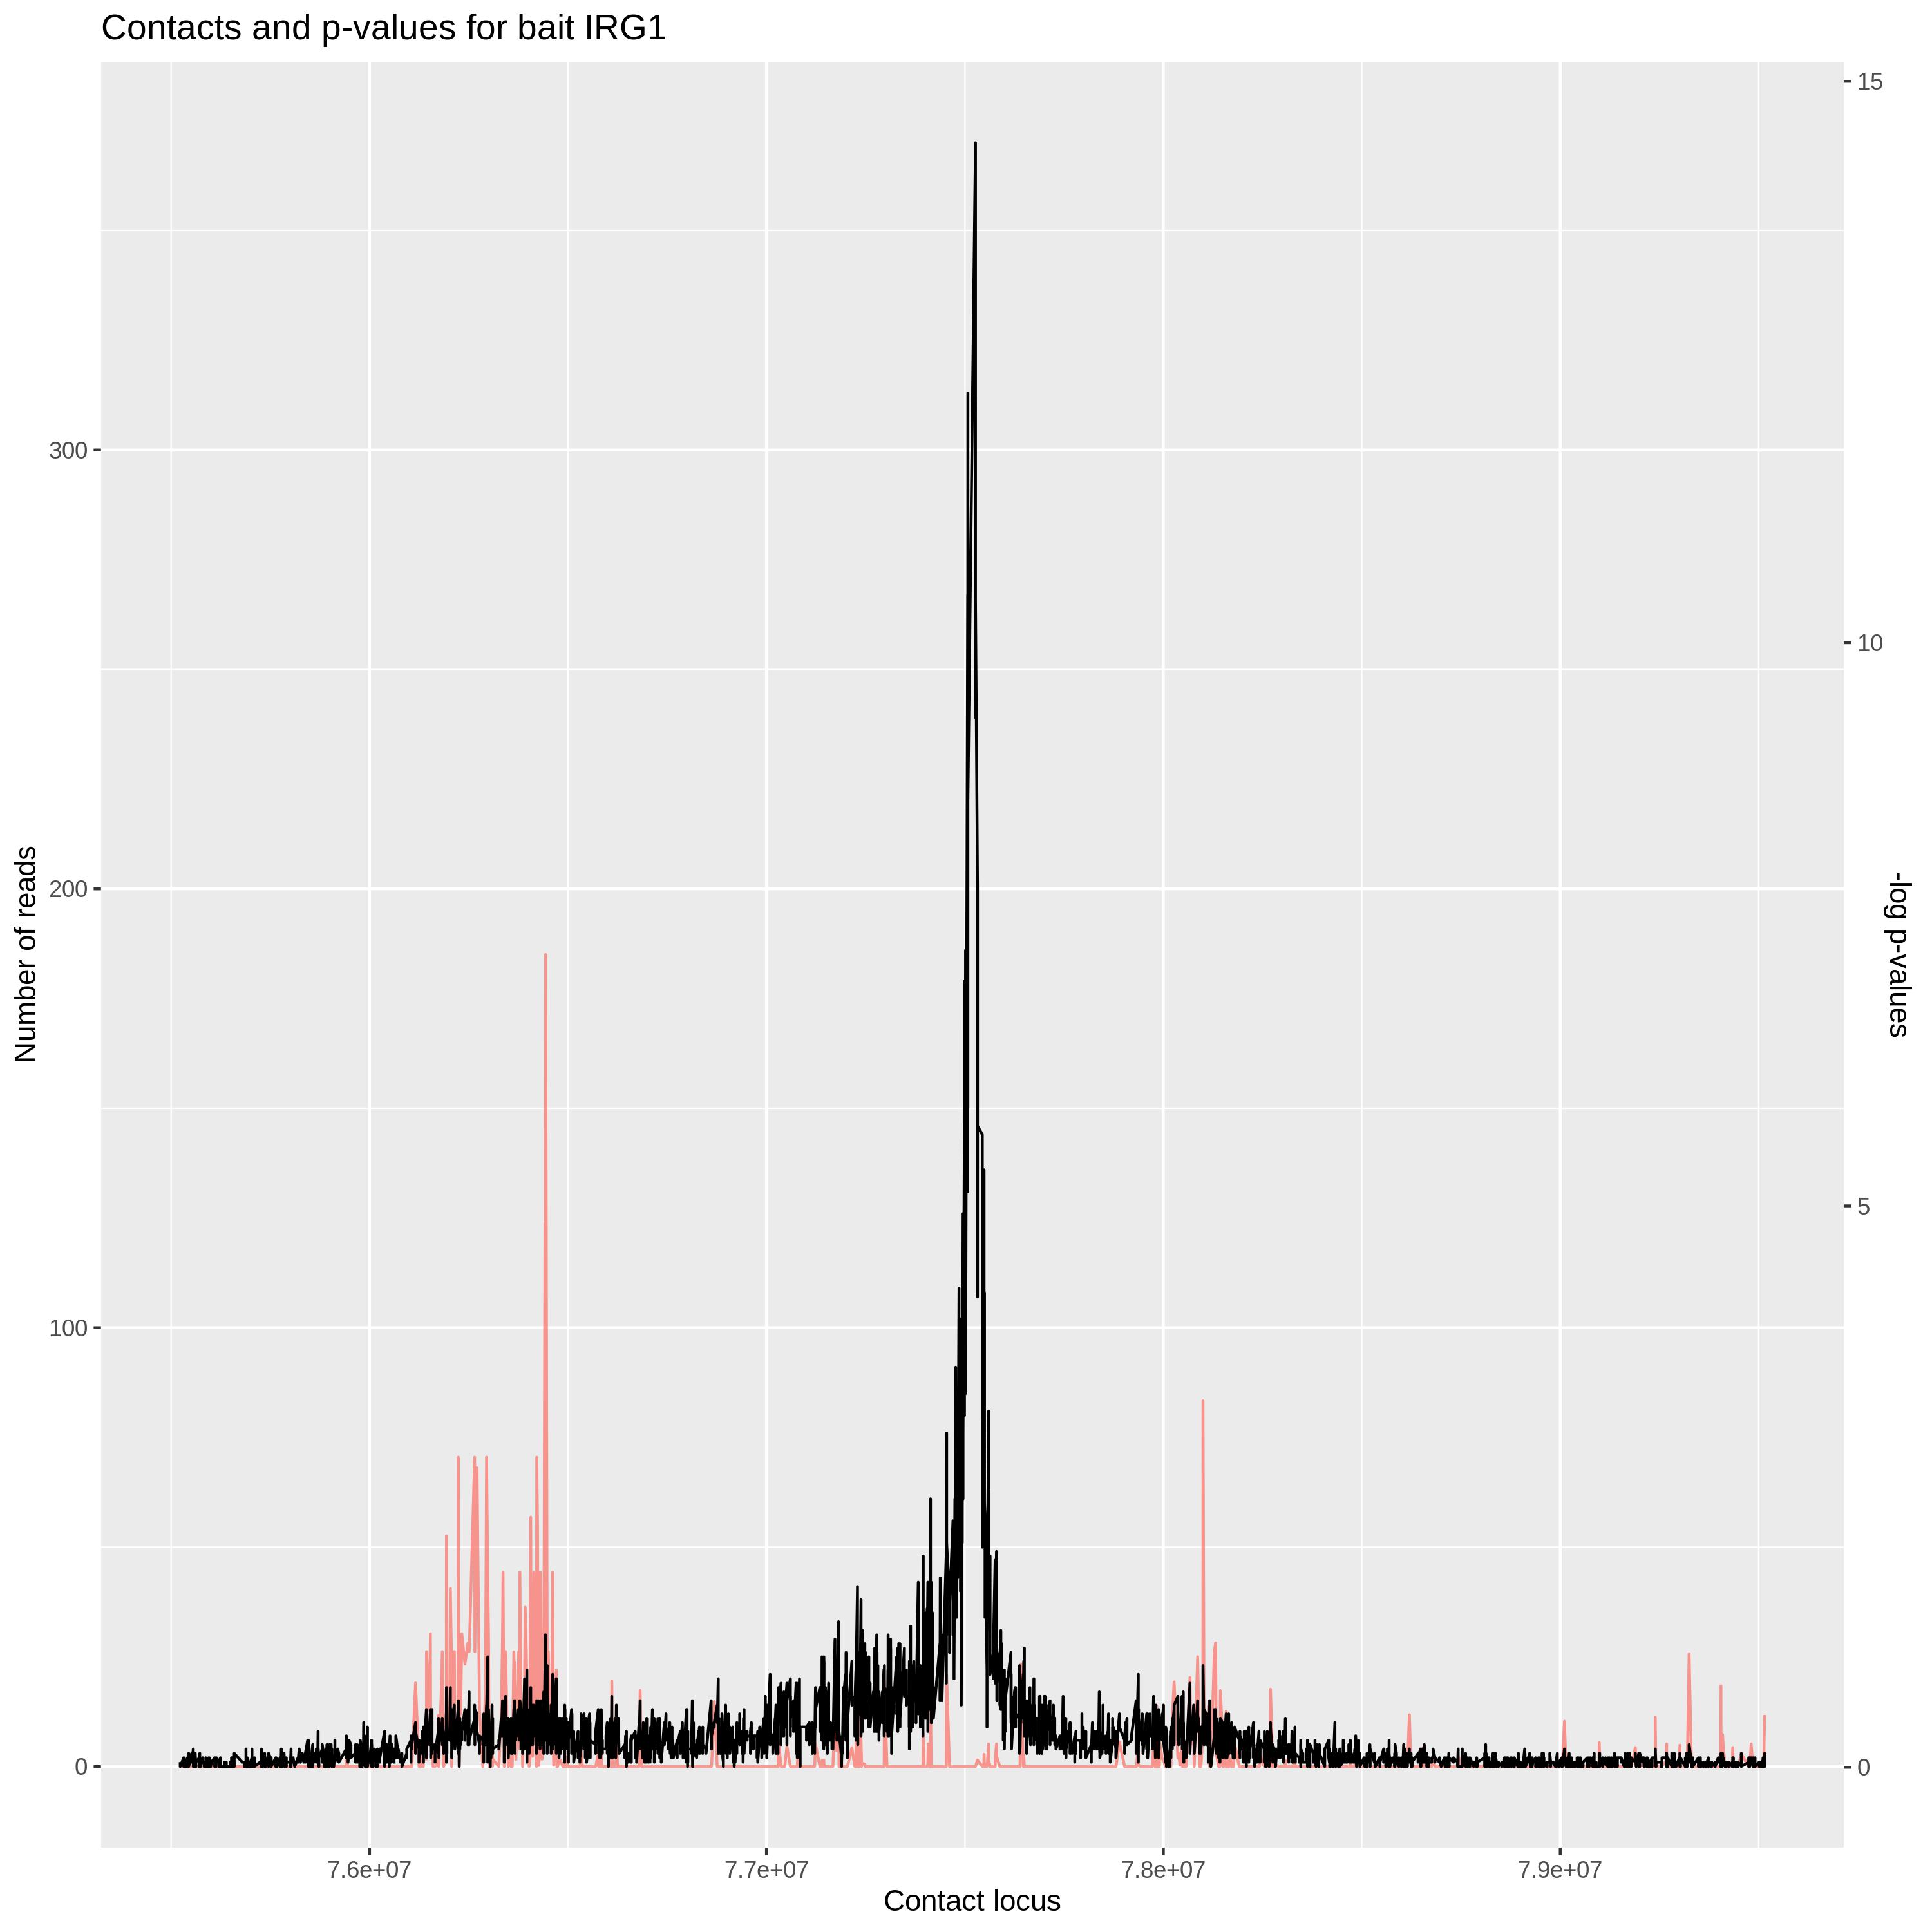 Contacts and p-values for bait IRG1
15
300
10
200
Number of reads
-log p-values
5
100
0
0
7.6e+07
7.7e+07
7.8e+07
7.9e+07
Contact locus